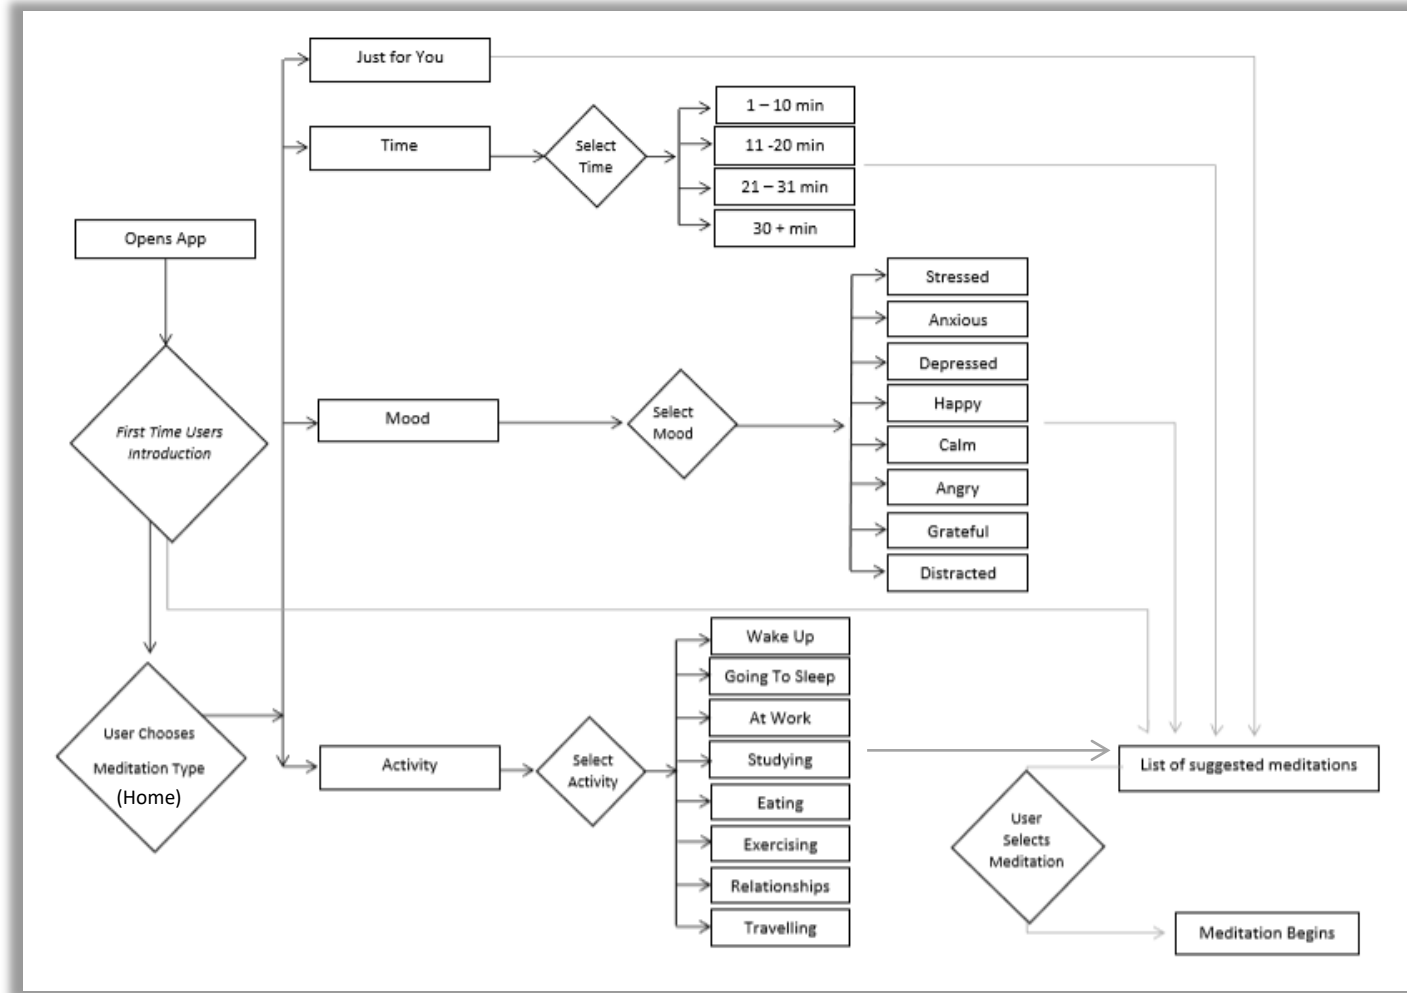 Just for You
Time
Select
Time
1 – 10 min
11 -20 min
21 – 31 min
30 + min
Opens App
First Time Users
Introduction
Mood
Select
Mood
Stressed
Anxious
Depressed
Happy
Calm
Angry
Grateful
Distracted
User Chooses
Meditation Type
(Home)
Activity
Select
Activity
Wake Up
Going To Sleep
At Work
Studying
Eating
Exercising
Relationships
Travelling
List of suggested meditations
User
Selects
Meditation
Meditation Begins